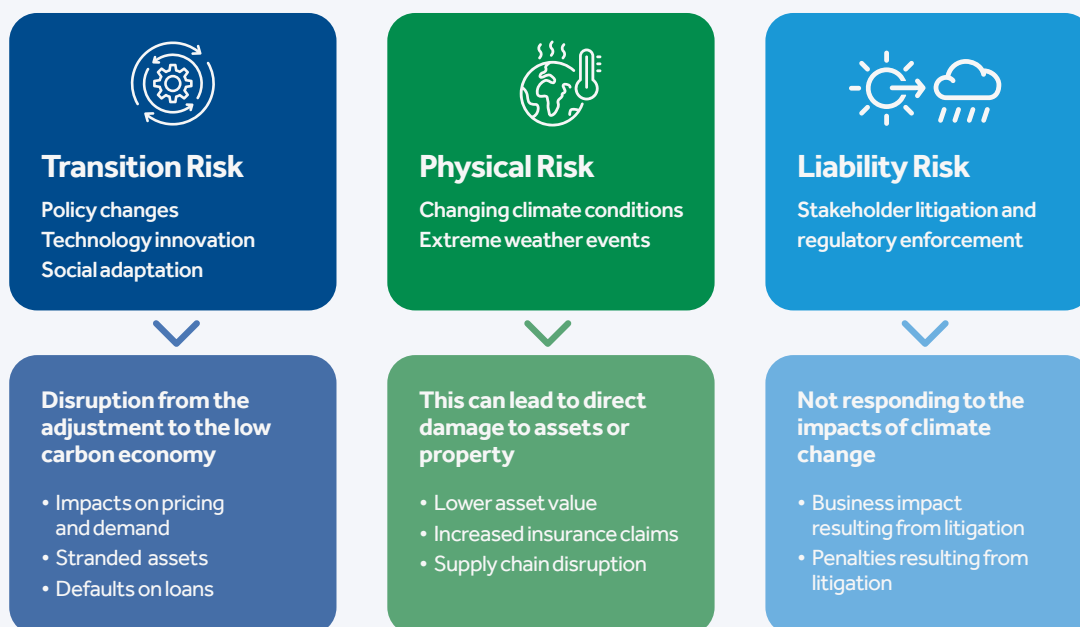 Transition Risk
Policy changes
Technology innovation
Social adaptation
Disruption from the
adjustment to the low
carbon economy
• Impacts on pricing
and demand
• Stranded assets
• Defaults on loans
Physical Risk
Changing climate conditions
Extreme weather events
This can lead to direct
damage to assets or
property
• Lower asset value
• Increased insurance claims
• Supply chain disruption
Liability Risk
Stakeholder litigation and
regulatory enforcement
Not responding to the
impacts of climate
change
• Business impact
resulting from litigation
• Penalties resulting from
litigation